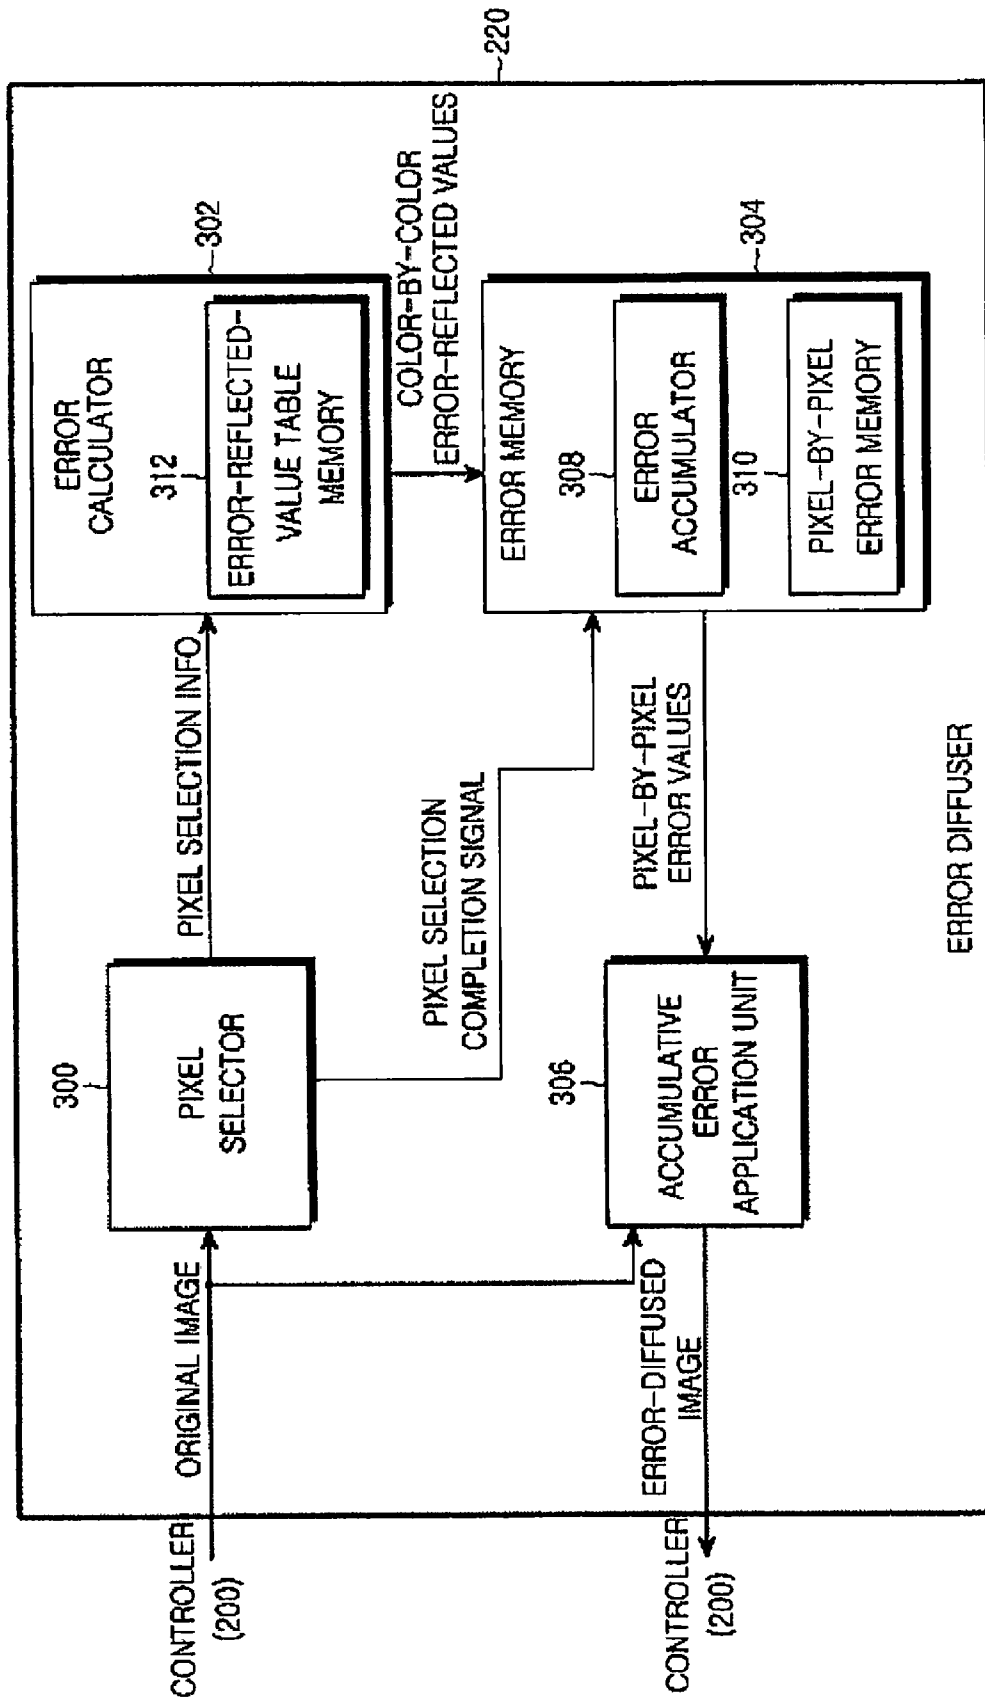 220
ERROR
CALCULATOR
302
312
ERROR-REFLECTED-
VALUE TABLE
MEMORY
PIXEL SELECTION INFO
300
PIXEL
SELECTOR
ORIGINAL IMAGE
CONTROLLER
(200)
COLOR-BY-COLOR
ERROR-REFLECTED VALUES
PIXEL SELECTION
COMPLETION SIGNAL
ERROR MEMORY
304
308
ERROR
ACCUMULATOR
310
PIXEL-BY-PIXEL
ERROR MEMORY
PIXEL-BY-PIXEL
ERROR VALUES
306
ACCUMULATIVE
ERROR
APPLICATION UNIT
ERROR-DIFFUSED
IMAGE
CONTROLLER
(200)
ERROR DIFFUSER